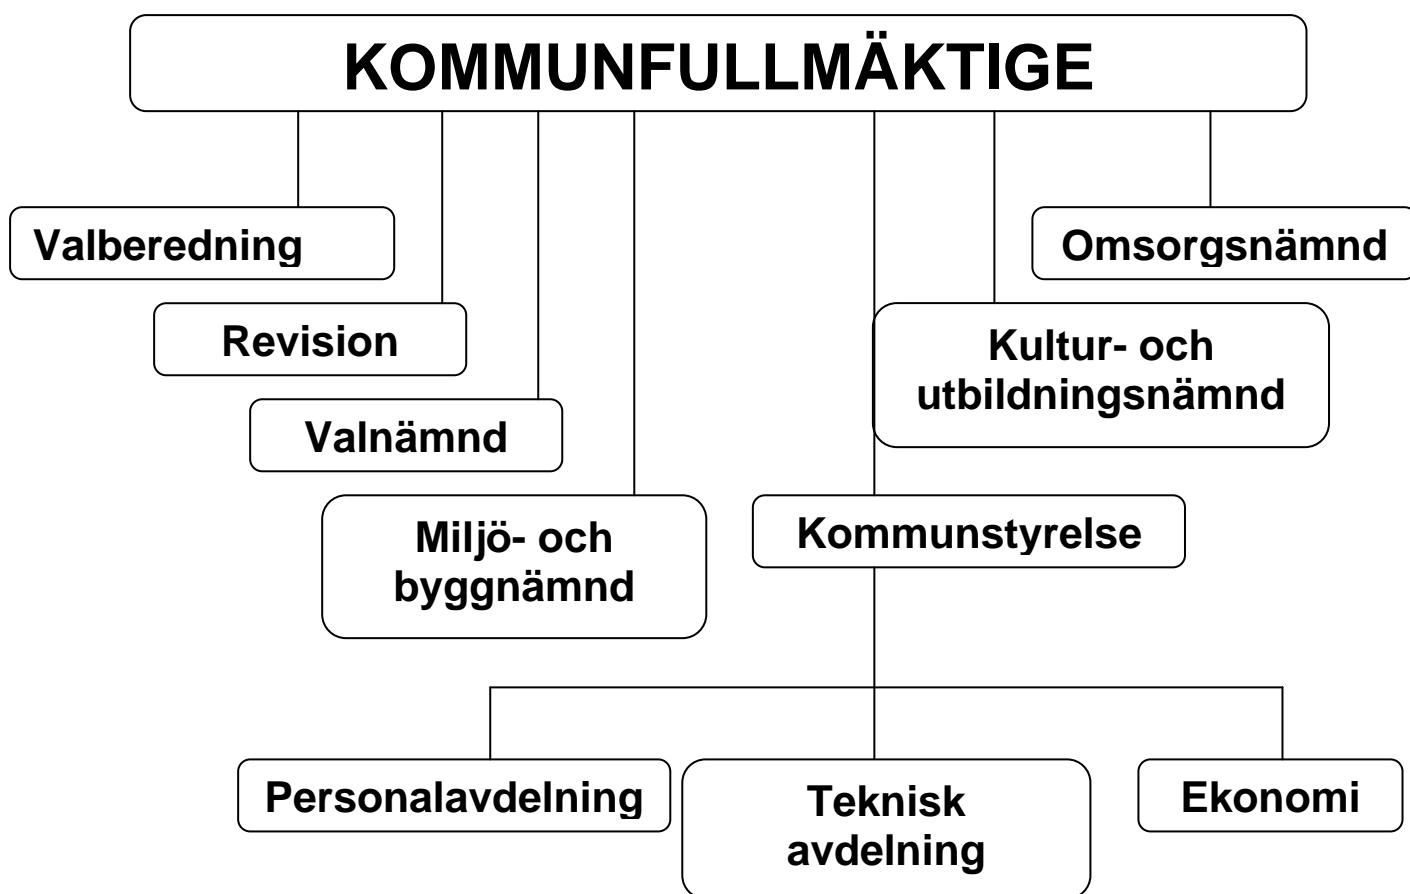 KOMMUNFULLMÄKTIGE
Valberedning
Omsorgsnämnd
Revision
Kultur- och
utbildningsnämnd
Valnämnd
Miljö- och
byggnämnd
Kommunstyrelse
Personalavdelning
Teknisk
avdelning
Ekonomi